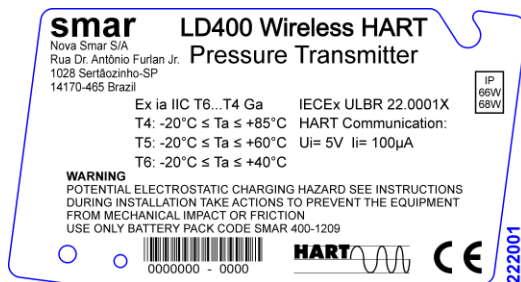 smar
LD400 Wireless HART
Pressure Transmitter
Nova Smar S/A
Rua Dr. Antônio Furlan Jr.
1028 Sertãozinho-SP
14170-465 Brazil
IP
66W
68W
Ex ia IIC T6...T4 Ga
T4: -20°C ≤ Ta ≤ +85°C
T5: -20°C ≤ Ta ≤ +60°C
T6: -20°C ≤ Ta ≤ +40°C
IECEx ULBR 22.0001X
HART Communication:
Ui= 5V Ii= 100µA
WARNING
POTENTIAL ELECTROSTATIC CHARGING HAZARD SEE INSTRUCTIONS
DURING INSTALLATION TAKE ACTIONS TO PREVENT THE EQUIPMENT
FROM MECHANICAL IMPACT OR FRICTION
USE ONLY BATTERY PACK CODE SMAR 400-1209
0000000 - 0000
HART
CE
222001